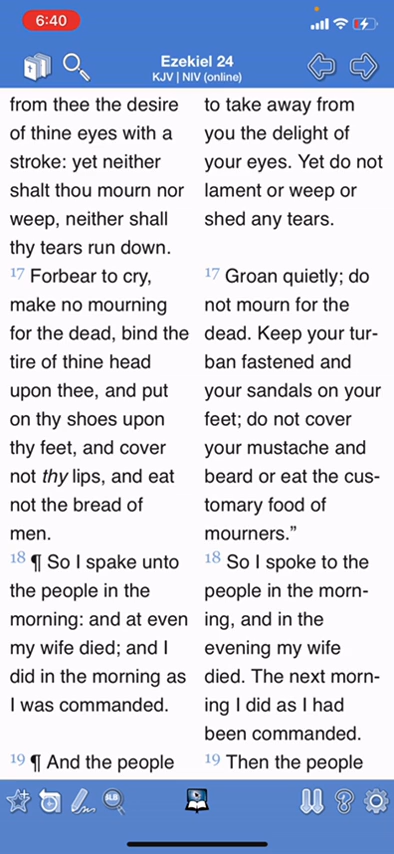 6:40
Ezekiel 24
KJV | NIV (online)
from thee the desire
of thine eyes with a
stroke: yet neither
shalt thou mourn nor
weep, neither shall
thy tears run down.
17 Forbear to cry,
make no mourning
for the dead, bind the
tire of thine head
upon thee, and put
on thy shoes upon
thy feet, and cover
not thy lips, and eat
not the bread of
men.
18 ¶ So I spake unto
the people in the
morning: and at even
my wife died; and I
did in the morning as
I was commanded.
19 ¶ And the people
to take away from
you the delight of
your eyes. Yet do not
lament or weep or
shed any tears.
17 Groan quietly; do
not mourn for the
dead. Keep your tur-
ban fastened and
your sandals on your
feet; do not cover
your mustache and
beard or eat the cus-
tomary food of
mourners.”
18 So I spoke to the
people in the morn-
ing, and in the
evening my wife
died. The next morn-
ing I did as I had
been commanded.
19 Then the people